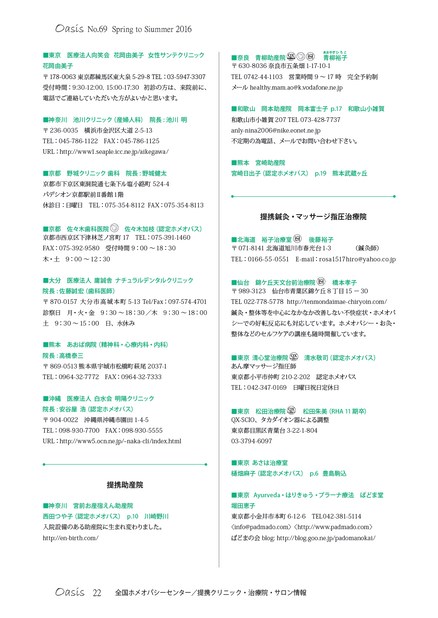 Oasis No.69 Spring to Siummer 2016
■東京　医療法人向笑会　花岡由美子　女性サンテクリニック
花岡由美子
〒178-0063 東京都練馬区東大泉 5-29-8 TEL：03-5947-3307
受付時間：9:30-12:00, 15:00-17:30　初診の方は、来院前に、
電話でご連絡していただいた方がよいかと思います。
■神奈川　池川クリニック（産婦人科）　院長：池川 明
〒236-0035　横浜市金沢区大道 2-5-13
TEL：045-786-1122　FAX：045-786-1125
URL：http://www1.seaple.icc.ne.jp/aikegawa/
■京都　野城クリニック 歯科　院長：野城健太
京都市下京区東洞院通七条下ル塩小路町 524-4
パデシオン京都駅前Ⅱ番館 1階
休診日：日曜日　TEL：075-354-8112　FAX：075-354-8113
■京都　佐々木歯科医院　佐々木加枝（認定ホメオパス）
京都市西京区下津林芝ノ宮町 17　TEL：075-391-1460
FAX：075-392-9580　受付時間 9：00 〜 18：30
木・土　9：00 〜 12：30
■大分　医療法人 星誠舎 ナチュラルデンタルクリニック
院長：佐藤誠宏（歯科医師）
〒870-0157 大分市高城本町 5-13 Tel/Fax：097-574-4701
診察日　月・火・金　9：30 〜 18：30／木　9：30 〜 18：00
土　9：30 〜 15：00　日、水休み
■熊本　あおば病院（精神科・心療内科・内科）
院長：高橋泰三
〒869-0513 熊本県宇城市松橋町萩尾 2037-1
TEL：0964-32-7772　FAX：0964-32-7333
■沖縄　医療法人 白水会 明陽クリニック
院長：安谷屋 浩（認定ホメオパス）
〒904-0022　沖縄県沖縄市園田 1-4-5
TEL：098-930-7700　FAX：098-930-5555
URL：http://www5.ocn.ne.jp/~naka-cli/index.html
提携助産院
■神奈川　宮前お産宿えん助産院
西田つや子（認定ホメオパス）　p.10　川崎野川
入院設備のある助産院に生まれ変わりました。
http://en-birth.com/
■奈良　青柳助産院　青柳裕子
〒630-8036 奈良市五条畑 1-17-10-1
TEL 0742-44-1103　営業時間 9 〜 17 時　完全予約制
メール healthy.mam.ao@k.vodafone.ne.jp
■和歌山　岡本助産院　岡本富士子 p.17　和歌山小雑賀
和歌山市小雑賀 207 TEL 073-428-7737
anly-nina2006@nike.eonet.ne.jp
不定期の為電話、メールでお問い合わせ下さい。
■熊本　宮崎助産院
宮崎日出子（認定ホメオパス）　p.19　熊本武蔵ヶ丘
提携鍼灸・マッサージ指圧治療院
■北海道　裕子治療室　後藤裕子
〒071-8141 北海道旭川市春光台 1-3　（鍼灸師）
TEL：0166-55-0551　E-mail：rosa1517hiro@yahoo.co.jp
■仙台　錦ケ丘天文台前治療院　橋本孝子
〒989-3123　仙台市青葉区錦ケ丘 8 丁目 15 − 30
TEL 022-778-5778 http://tenmondaimae-chiryoin.com/
鍼灸・整体等を中心になかなか改善しない不快症状・ホメオパ
シーでの好転反応にも対応しています。ホメオパシー・お灸・
整体などのセルフケアの講座も随時開催しています。
■東京 清心堂治療院　清水敬司（認定ホメオパス）
あん摩マッサージ指圧師
東京都小平市仲町 210-2-202　認定ホメオパス
TEL：042-347-0169　日曜日祝日定休日
■東京　松田治療院　松田朱美（RHA 11 期卒）
QX-SCIO、タカダイオン器による調整
東京都目黒区青葉台 3-22-1-804
03-3794-6097
■東京 あさほ治療室
樋畑麻子（認定ホメオパス）　p.6　豊島駒込
■東京　Ayurveda・はりきゅう・プラーナ療法　ぱどま堂
堀田恵子
東京都小金井市本町 6-12-6　TEL042-381-5114
〈info@padmado.com〉〈http://www.padmado.com〉
ぱどまの会 blog: http://blog.goo.ne.jp/padomanokai/
Oasis　22　全国ホメオパシーセンター／提携クリニック・治療院・サロン情報